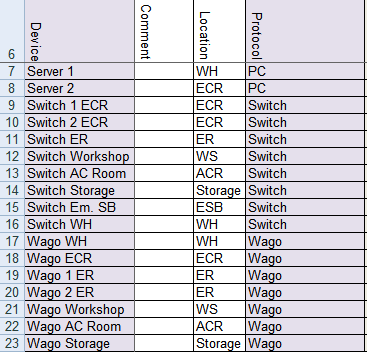 6 Device Comment Location Protocol
7 Server 1 WH PC
8 Server 2 ECR PC
9 Switch 1 ECR ECR Switch
10 Switch 2 ECR ECR Switch
11 Switch ER ER Switch
12 Switch Workshop WS Switch
13 Switch AC Room ACR Switch
14 Switch Storage Storage Switch
15 Switch Em. SB ESB Switch
16 Switch WH WH Switch
17 Wago WH WH Wago
18 Wago ECR ECR Wago
19 Wago 1 ER ER Wago
20 Wago 2 ER ER Wago
21 Wago Workshop WS Wago
22 Wago AC Room ACR Wago
23 Wago Storage Storage Wago